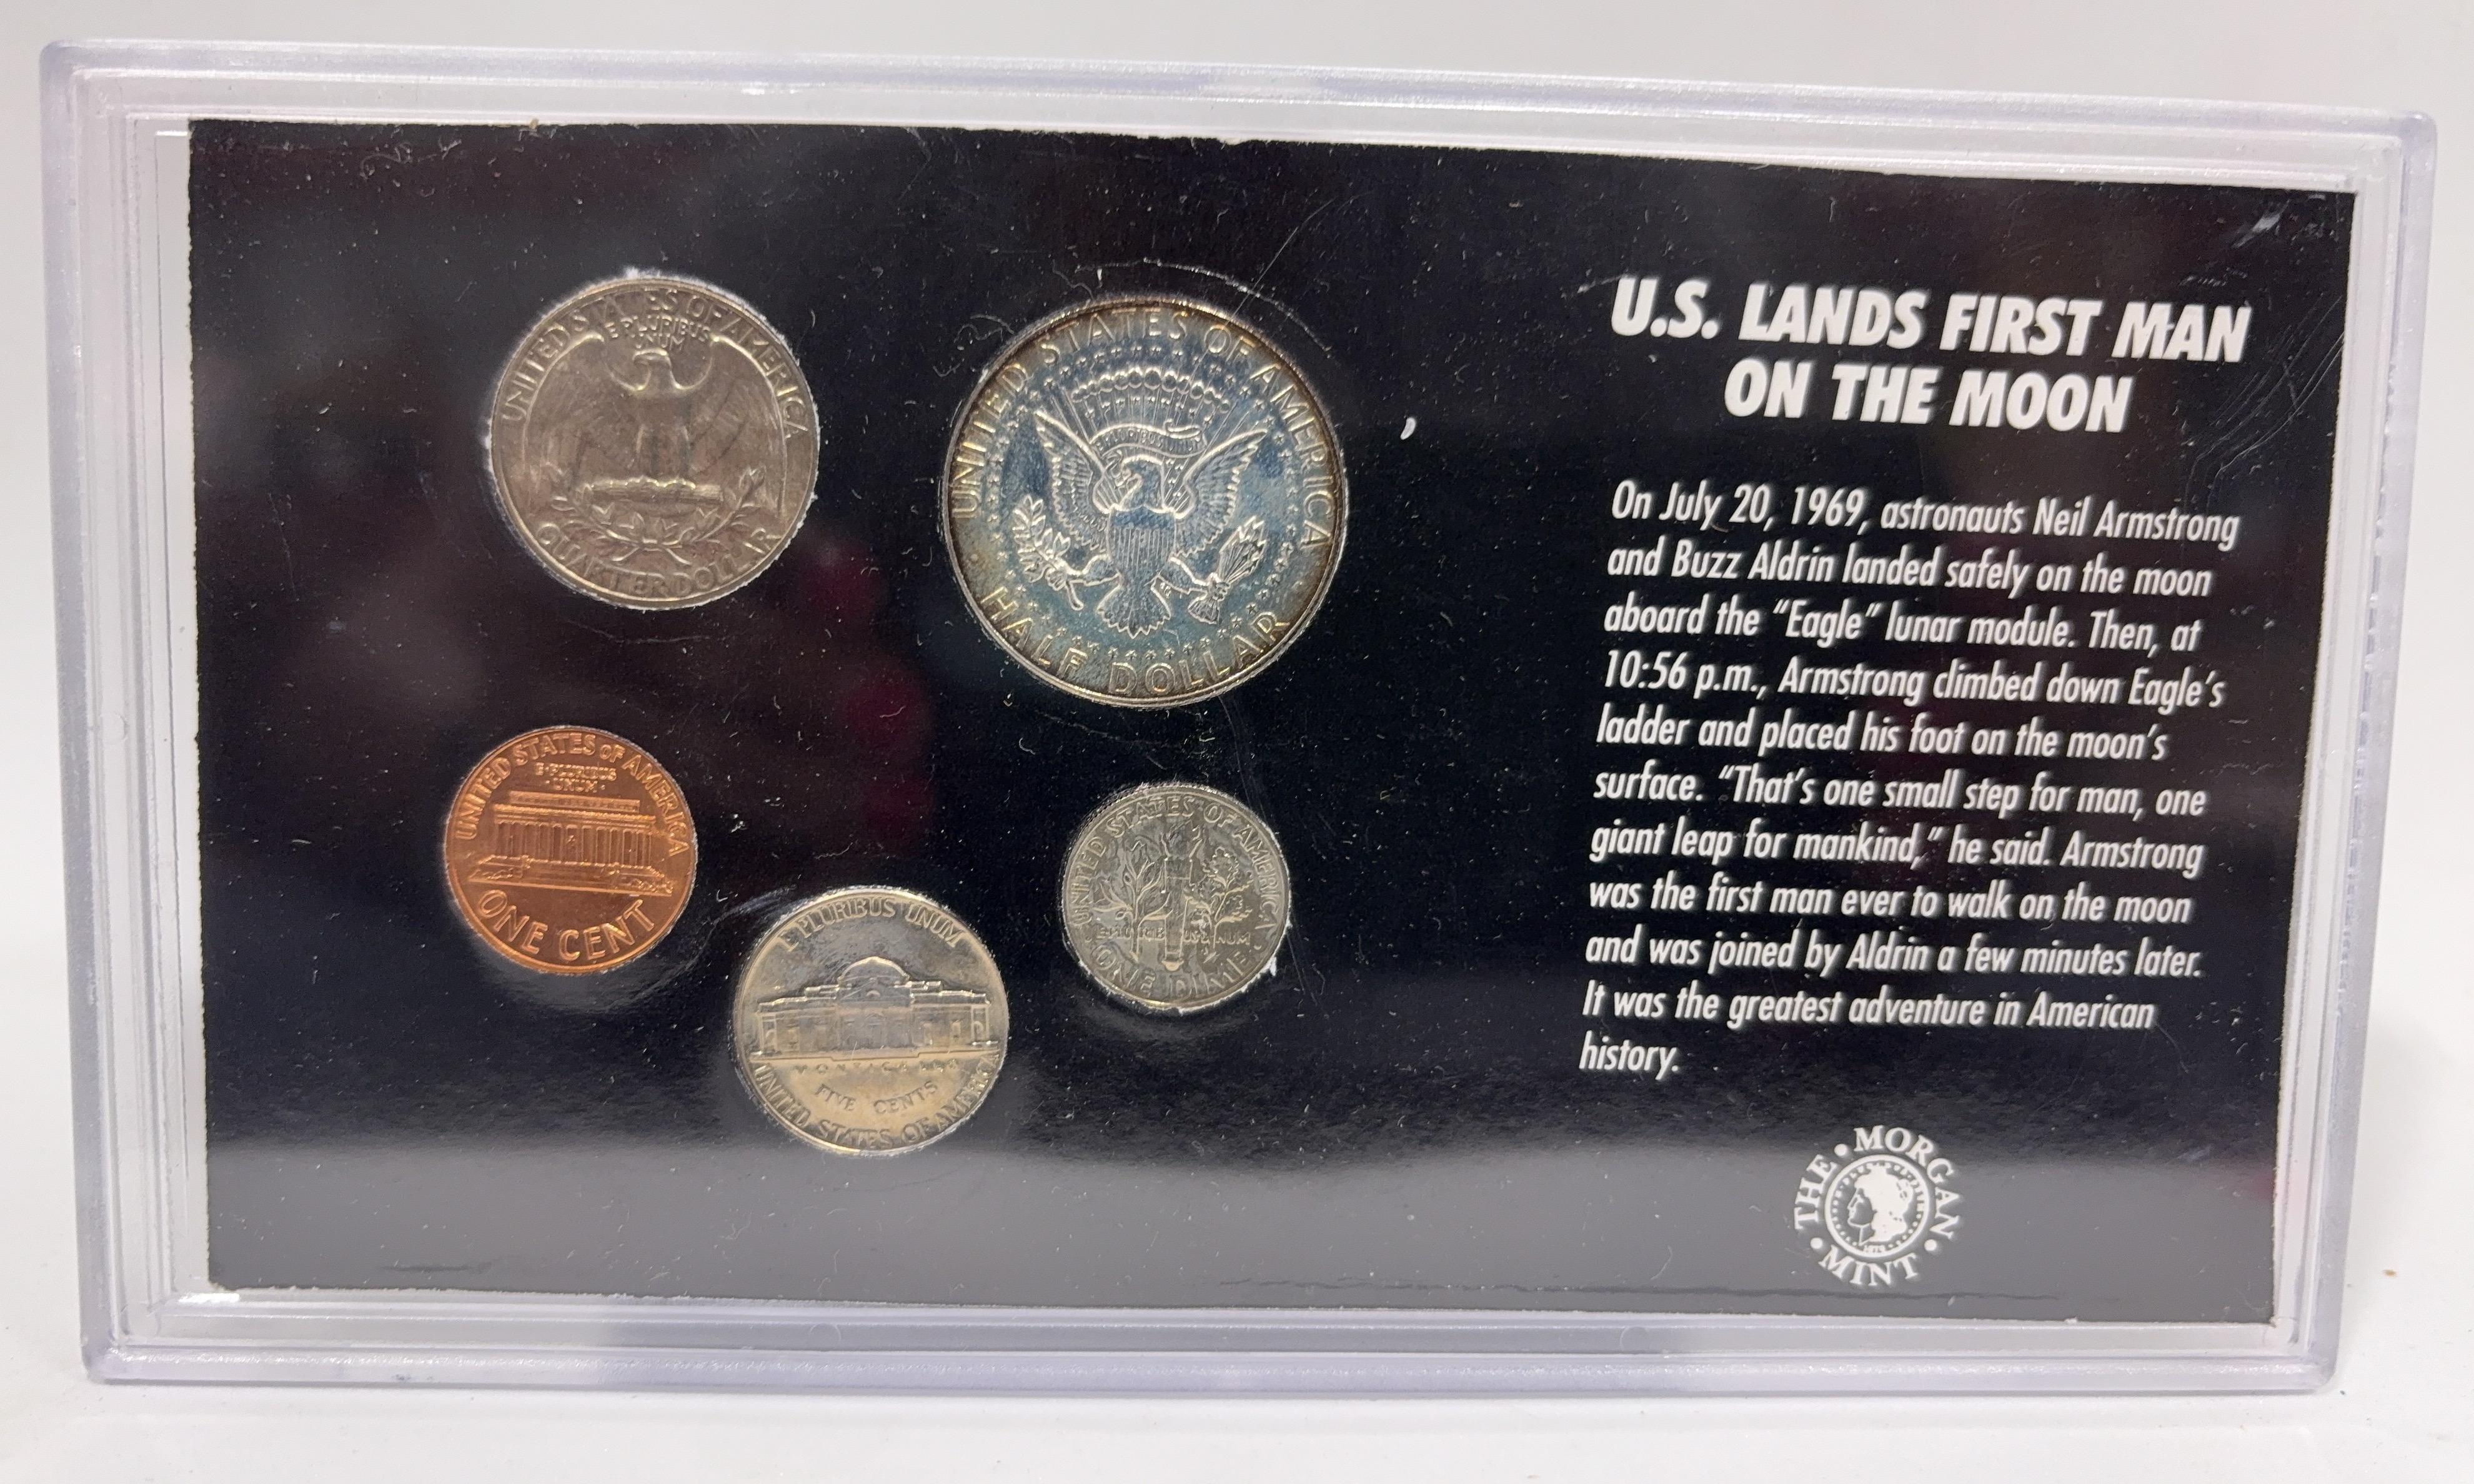 UNITED STATES OF AMERICA
E PLURIBUS
UNUM
QUARTER DOLLAR
UNITED STATES OF AMERICA
E PLURIBUS UNUM
HALF DOLLAR
UNITED STATES OF AMERICA
E·PLURIBUS
·UNUM·
ONE CENT
E PLURIBUS UNUM
MONTICELLO
FIVE CENTS
UNITED STATES OF AMERICA
UNITED STATES OF AMERICA
E PLURIBUS UNUM
ONE DIME
U.S. LANDS FIRST MAN
ON THE MOON
On July 20, 1969, astronauts Neil Armstrong
and Buzz Aldrin landed safely on the moon
aboard the "Eagle" lunar module. Then, at
10:56 p.m., Armstrong climbed down Eagle's
ladder and placed his foot on the moon's
surface. "That's one small step for man, one
giant leap for mankind," he said. Armstrong
was the first man ever to walk on the moon
and was joined by Aldrin a few minutes later.
It was the greatest adventure in American
history.
THE • MORGAN • MINT •